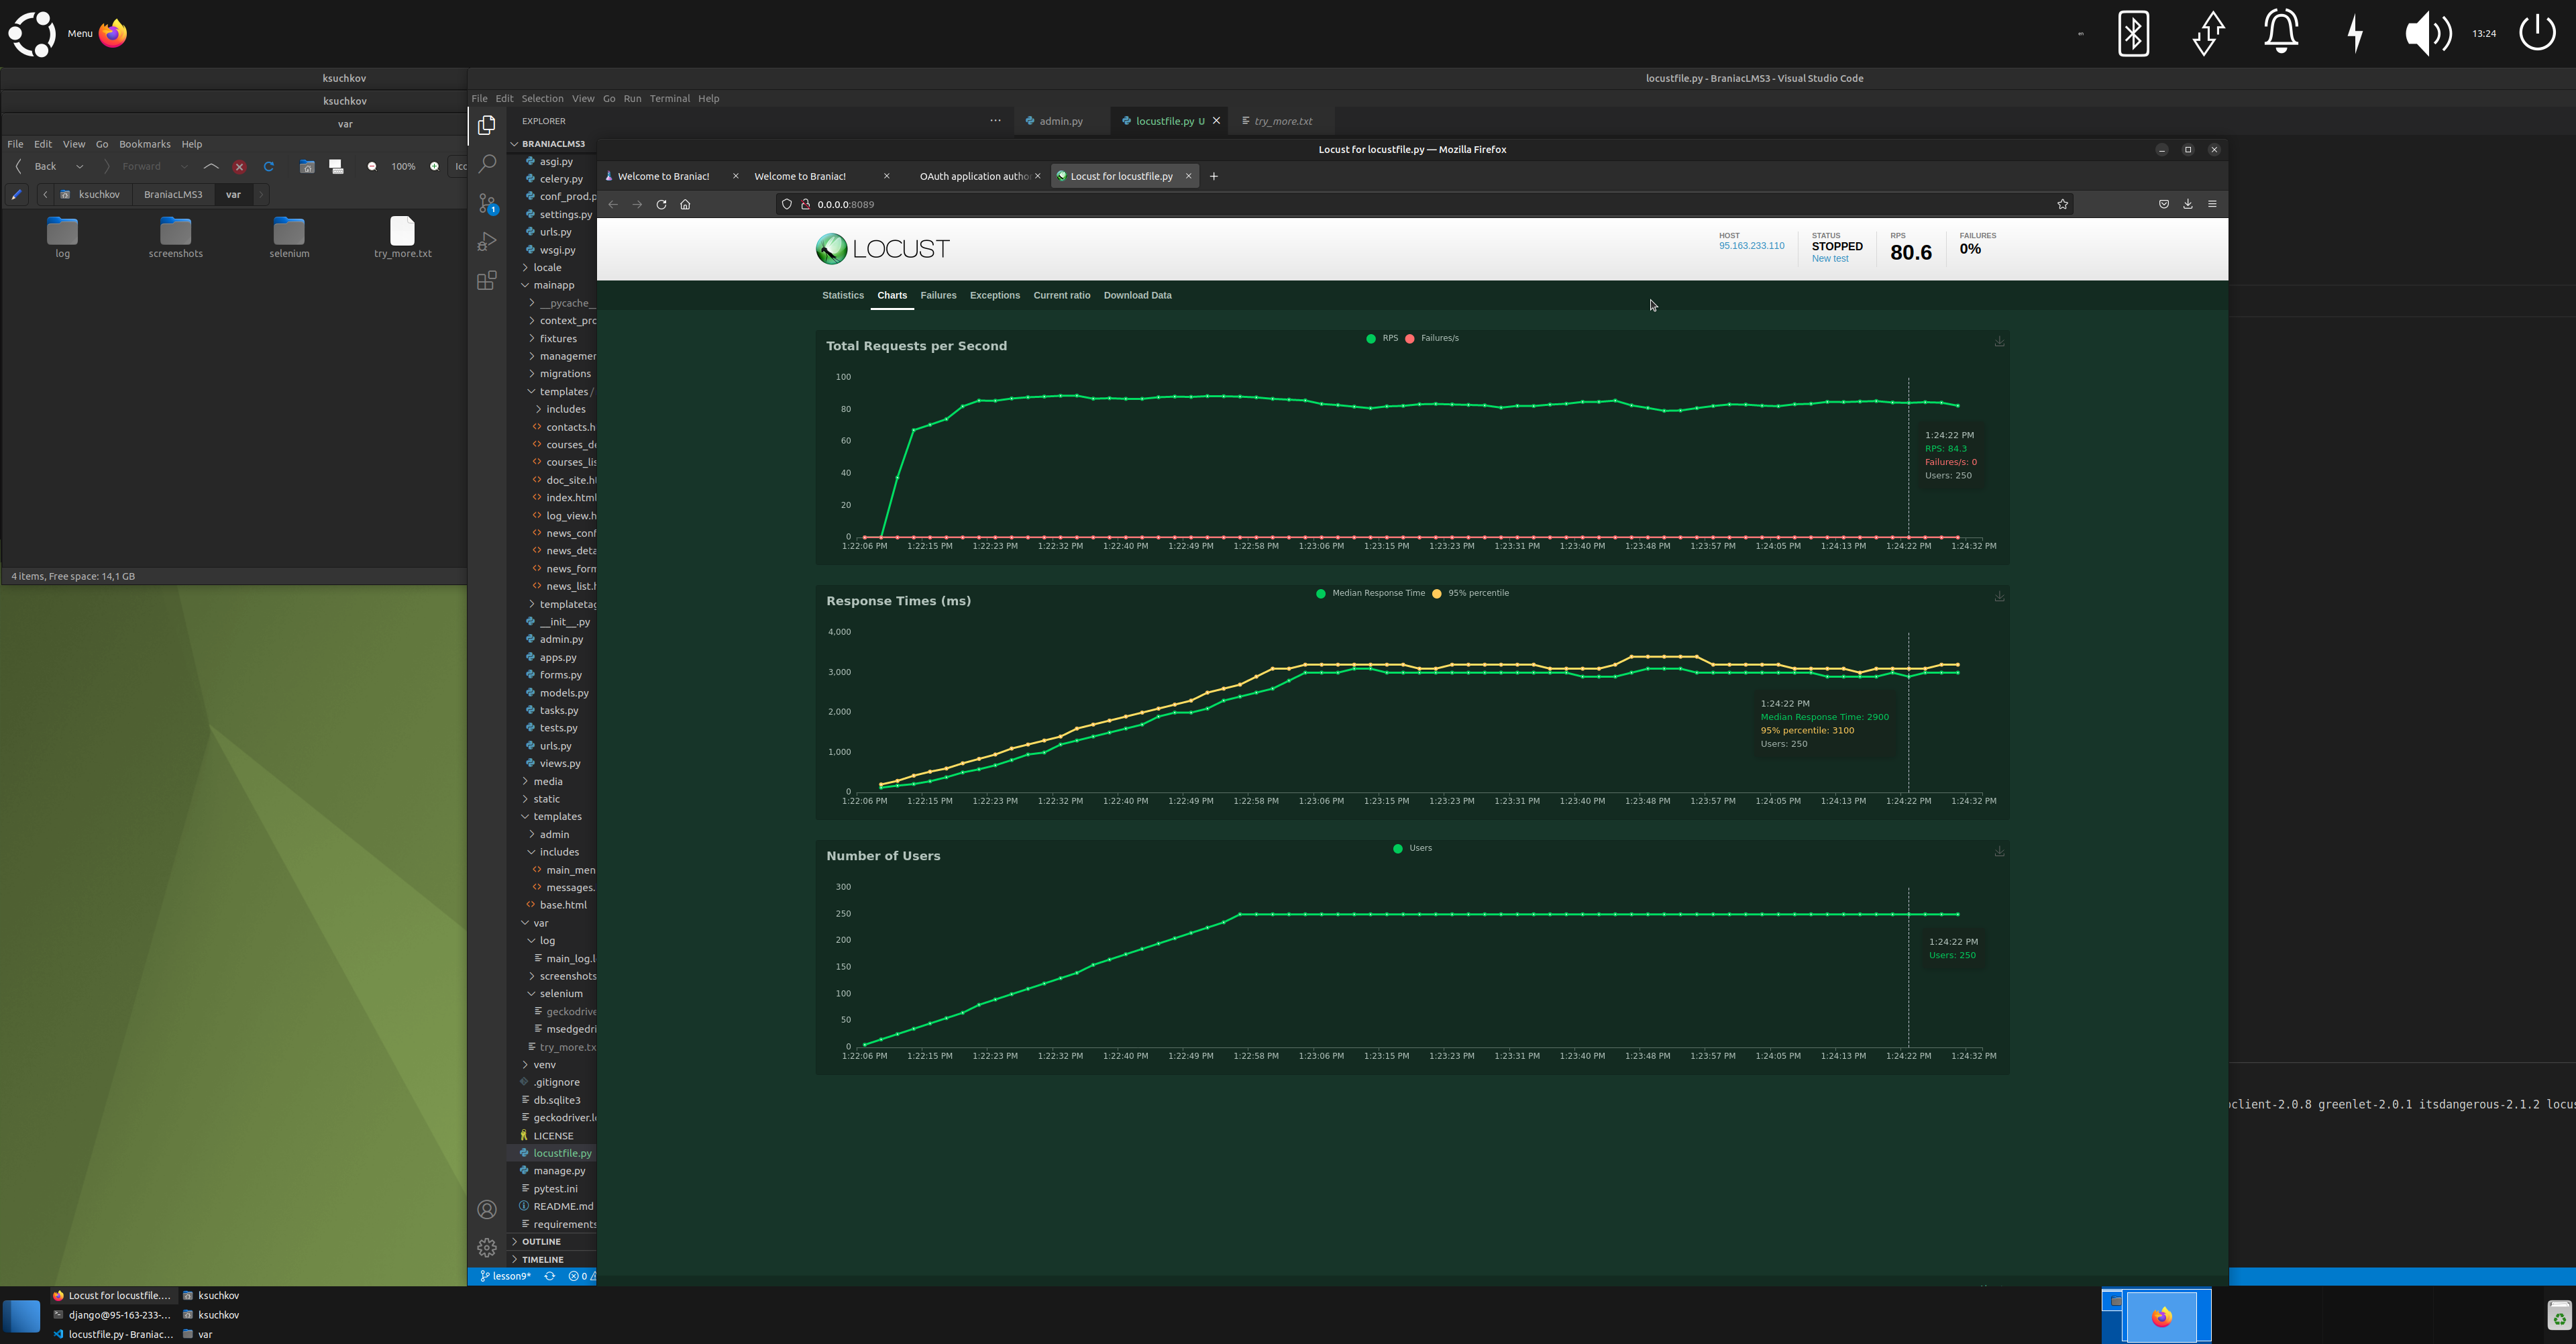 Menu
13:24
ksuchkov
ksuchkov
var
File Edit View Go Bookmarks Help
Back Forward 100%
ksuchkov BraniacLMS3 var
log screenshots selenium try_more.txt
4 items, Free space: 14,1 GB
locustfile.py - BraniacLMS3 - Visual Studio Code
File Edit Selection View Go Run Terminal Help
EXPLORER
admin.py locustfile.py U try_more.txt
BRANIACLMS3
asgi.py
celery.py
conf_prod.p
settings.py
urls.py
wsgi.py
locale
mainapp
__pycache_
context_pro
fixtures
managemer
migrations
templates /
includes
contacts.h
courses_de
courses_lis
doc_site.h
index.html
log_view.h
news_conf
news_deta
news_form
news_list.h
templatetag
__init__.py
admin.py
apps.py
forms.py
models.py
tasks.py
tests.py
urls.py
views.py
media
static
templates
admin
includes
main_men
messages.
base.html
var
log
main_log.l
screenshots
selenium
geckodrive
msedgedri
try_more.tx
venv
.gitignore
db.sqlite3
geckodriver.lo
LICENSE
locustfile.py
manage.py
pytest.ini
README.md
requirements
OUTLINE
TIMELINE
1
lesson9*
0
Locust for locustfile.py — Mozilla Firefox
Welcome to Braniac! Welcome to Braniac! OAuth application autho Locust for locustfile.py
0.0.0.0:8089
LOCUST
HOST
95.163.233.110
STATUS
STOPPED
New test
RPS
80.6
FAILURES
0%
Statistics Charts Failures Exceptions Current ratio Download Data
Total Requests per Second
RPS Failures/s
100
80
60
40
20
0
1:22:06 PM 1:22:15 PM 1:22:23 PM 1:22:32 PM 1:22:40 PM 1:22:49 PM 1:22:58 PM 1:23:06 PM 1:23:15 PM 1:23:23 PM 1:23:31 PM 1:23:40 PM 1:23:48 PM 1:23:57 PM 1:24:05 PM 1:24:13 PM 1:24:22 PM 1:24:32 PM
1:24:22 PM
RPS: 84.3
Failures/s: 0
Users: 250
Response Times (ms)
Median Response Time 95% percentile
4,000
3,000
2,000
1,000
0
1:22:06 PM 1:22:15 PM 1:22:23 PM 1:22:32 PM 1:22:40 PM 1:22:49 PM 1:22:58 PM 1:23:06 PM 1:23:15 PM 1:23:23 PM 1:23:31 PM 1:23:40 PM 1:23:48 PM 1:23:57 PM 1:24:05 PM 1:24:13 PM 1:24:22 PM 1:24:32 PM
1:24:22 PM
Median Response Time: 2900
95% percentile: 3100
Users: 250
Number of Users
Users
300
250
200
150
100
50
0
1:22:06 PM 1:22:15 PM 1:22:23 PM 1:22:32 PM 1:22:40 PM 1:22:49 PM 1:22:58 PM 1:23:06 PM 1:23:15 PM 1:23:23 PM 1:23:31 PM 1:23:40 PM 1:23:48 PM 1:23:57 PM 1:24:05 PM 1:24:13 PM 1:24:22 PM 1:24:32 PM
1:24:22 PM
Users: 250
client-2.0.8 greenlet-2.0.1 itsdangerous-2.1.2 locus
Locust for locustfile.... ksuchkov
django@95-163-233-... ksuchkov
locustfile.py - Braniac... var